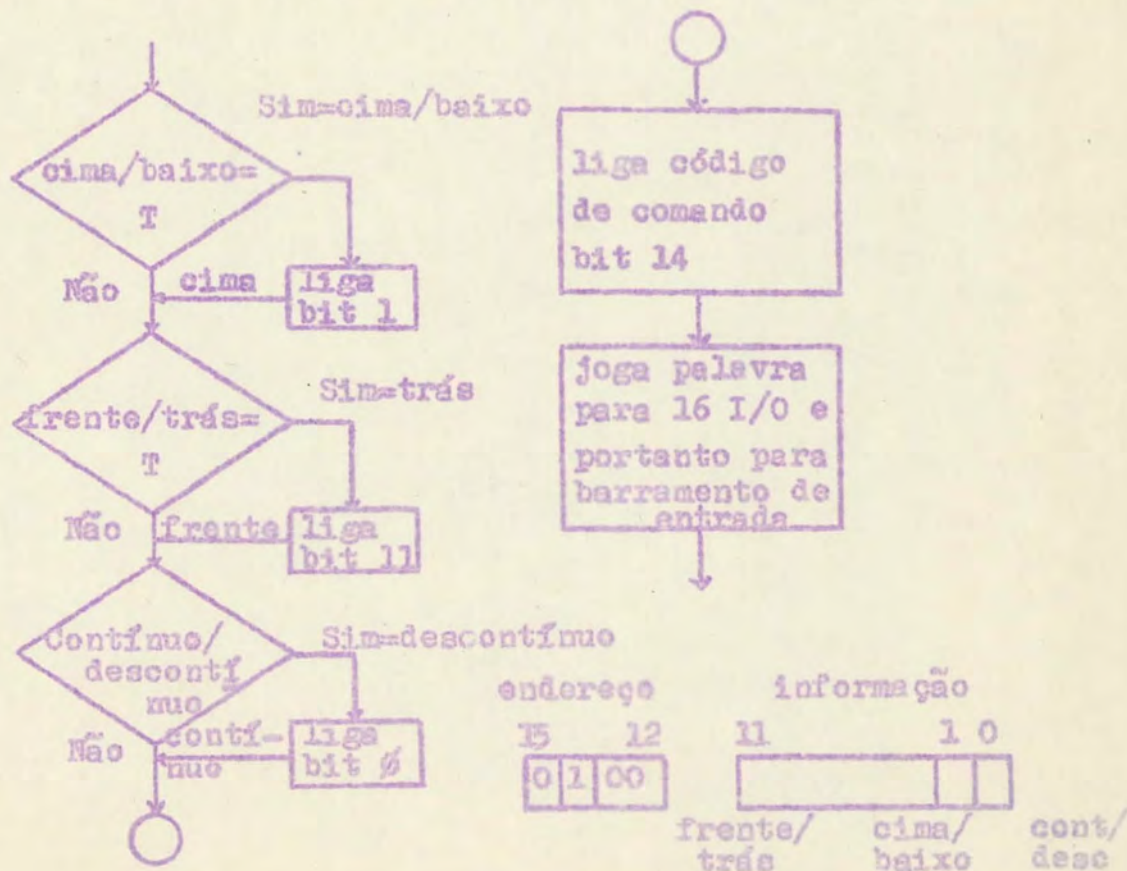 Sim=cima/baixo
cima/baixo=
T
Não
cima
liga
bit 1
Sim=trás
frente/trás=
T
Não
frente
liga
bit 11
Contínuo/
descontí
nuo
Sim=descontínuo
Não
contí-
nuo
liga
bit Ø
liga código
de comando
bit 14
joga palavra
para 16 I/O e
portanto para
barramento de
entrada
endereço
informação
15 12 11 1 0
0 1 00
frente/
trás
cima/
baixo
cont/
desc